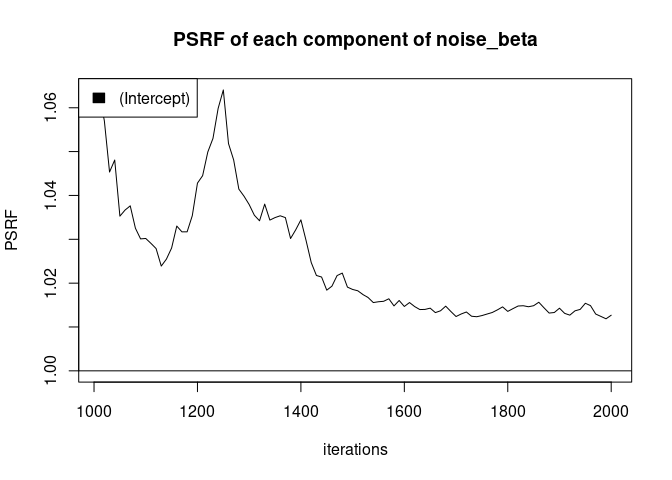 PSRF of each component of noise_beta
(Intercept)
1.06
1.04
1.02
1.00
PSRF
1000 1200 1400 1600 1800 2000
iterations